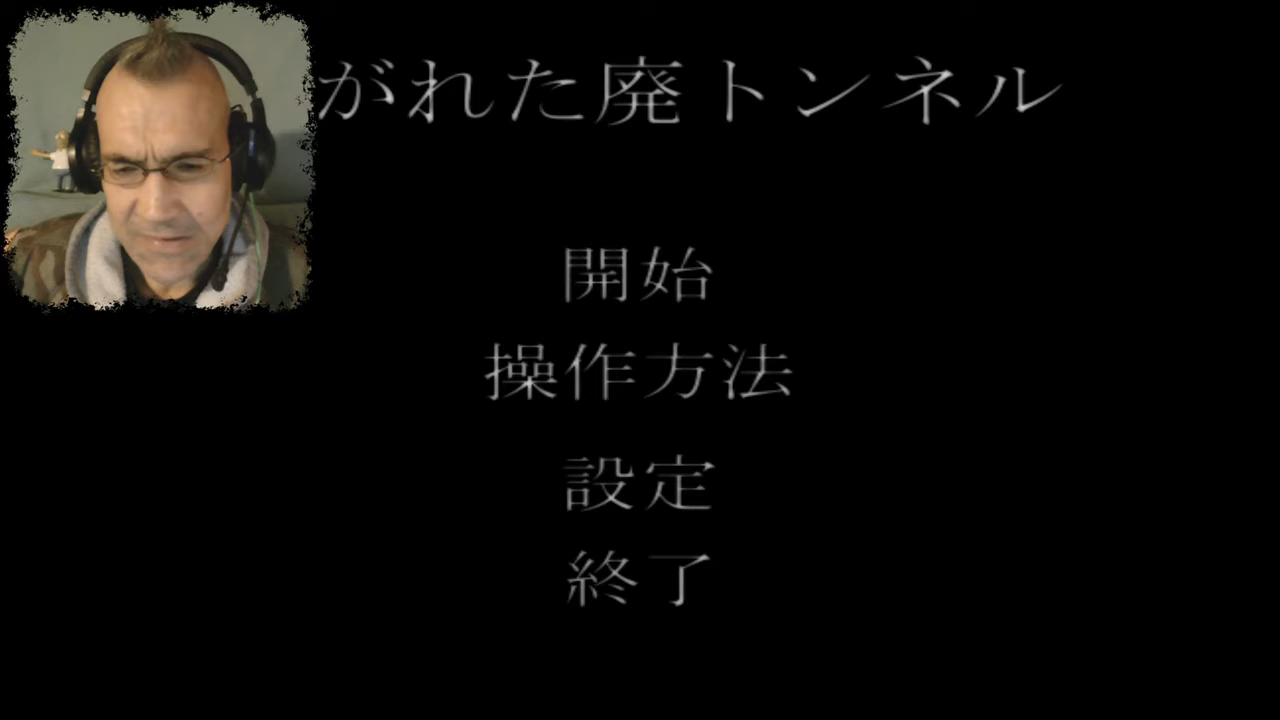 がれた廃トンネル
開始
操作方法
設定
終了